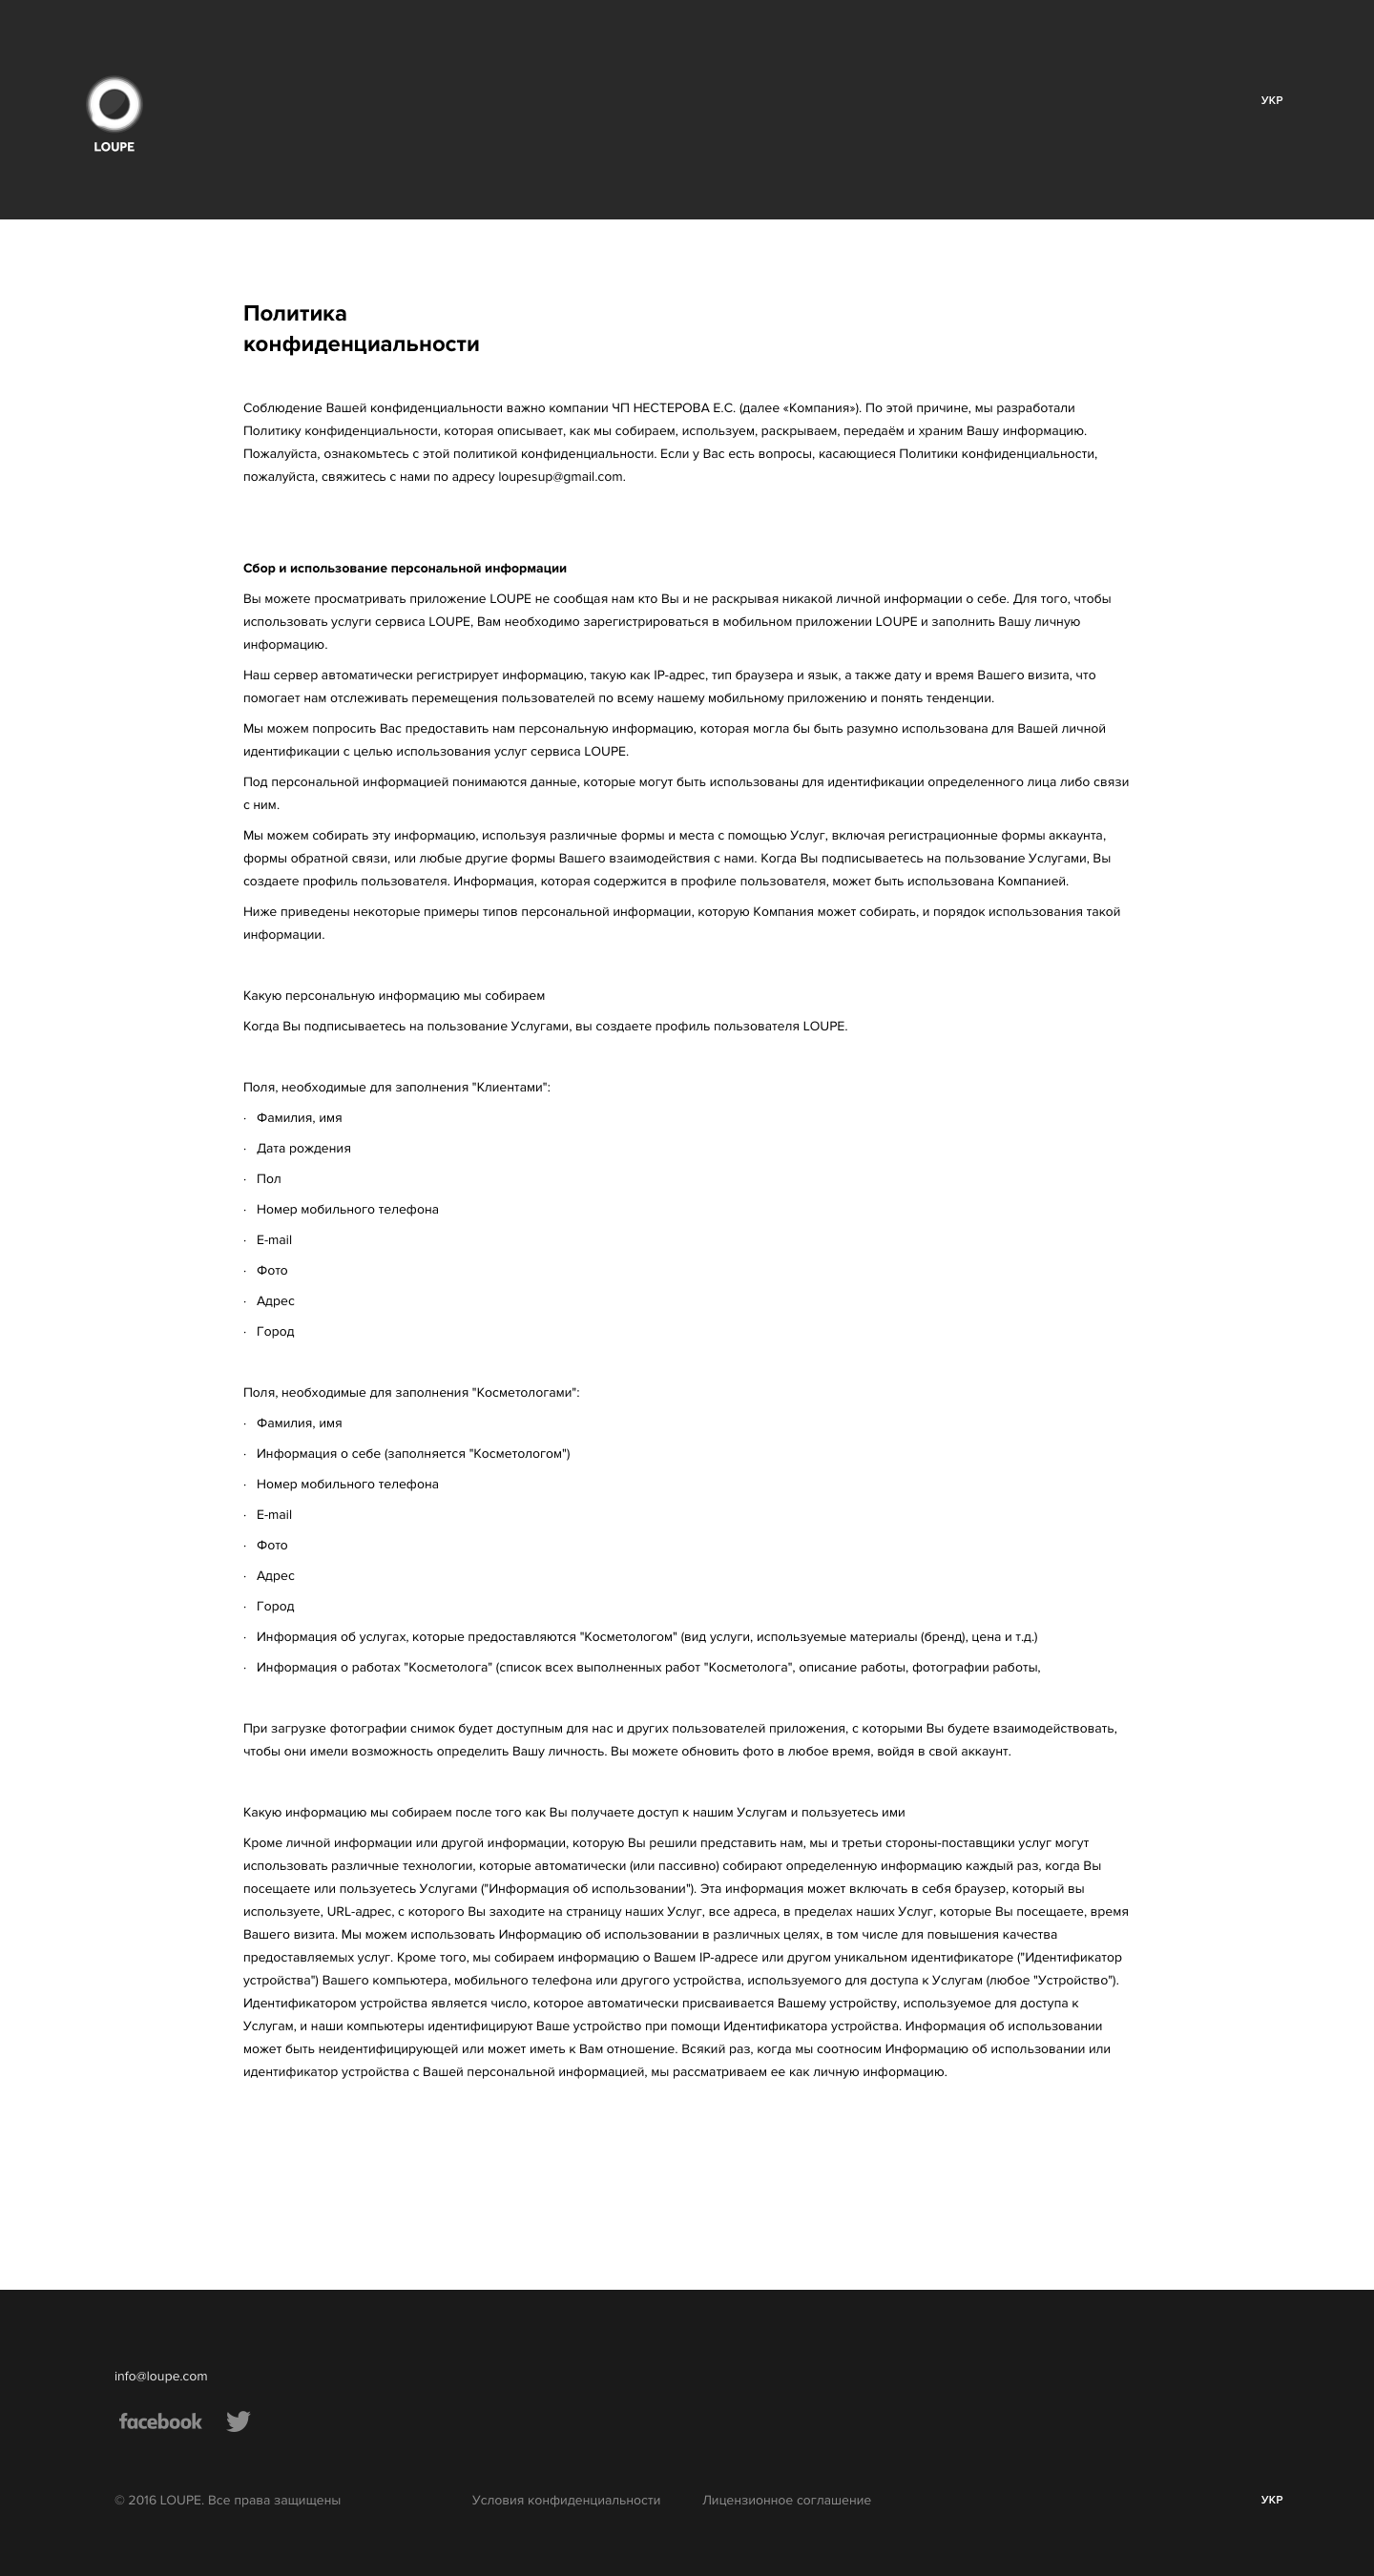 LOUPE
УКР
Политика
конфиденциальности
Соблюдение Вашей конфиденциальности важно компании ЧП НЕСТЕРОВА Е.С. (далее «Компания»). По этой причине, мы разработали
Политику конфиденциальности, которая описывает, как мы собираем, используем, раскрываем, передаём и храним Вашу информацию.
Пожалуйста, ознакомьтесь с этой политикой конфиденциальности. Если у Вас есть вопросы, касающиеся Политики конфиденциальности,
пожалуйста, свяжитесь с нами по адресу loupesup@gmail.com.
Сбор и использование персональной информации
Вы можете просматривать приложение LOUPE не сообщая нам кто Вы и не раскрывая никакой личной информации о себе. Для того, чтобы
использовать услуги сервиса LOUPE, Вам необходимо зарегистрироваться в мобильном приложении LOUPE и заполнить Вашу личную
информацию.
Наш сервер автоматически регистрирует информацию, такую как IP-адрес, тип браузера и язык, а также дату и время Вашего визита, что
помогает нам отслеживать перемещения пользователей по всему нашему мобильному приложению и понять тенденции.
Мы можем попросить Вас предоставить нам персональную информацию, которая могла бы быть разумно использована для Вашей личной
идентификации с целью использования услуг сервиса LOUPE.
Под персональной информацией понимаются данные, которые могут быть использованы для идентификации определенного лица либо связи
с ним.
Мы можем собирать эту информацию, используя различные формы и места с помощью Услуг, включая регистрационные формы аккаунта,
формы обратной связи, или любые другие формы Вашего взаимодействия с нами. Когда Вы подписываетесь на пользование Услугами, Вы
создаете профиль пользователя. Информация, которая содержится в профиле пользователя, может быть использована Компанией.
Ниже приведены некоторые примеры типов персональной информации, которую Компания может собирать, и порядок использования такой
информации.
Какую персональную информацию мы собираем
Когда Вы подписываетесь на пользование Услугами, вы создаете профиль пользователя LOUPE.
Поля, необходимые для заполнения "Клиентами":
· Фамилия, имя
· Дата рождения
· Пол
· Номер мобильного телефона
· E-mail
· Фото
· Адрес
· Город
Поля, необходимые для заполнения "Косметологами":
· Фамилия, имя
· Информация о себе (заполняется "Косметологом")
· Номер мобильного телефона
· E-mail
· Фото
· Адрес
· Город
· Информация об услугах, которые предоставляются "Косметологом" (вид услуги, используемые материалы (бренд), цена и т.д.)
· Информация о работах "Косметолога" (список всех выполненных работ "Косметолога", описание работы, фотографии работы,
При загрузке фотографии снимок будет доступным для нас и других пользователей приложения, с которыми Вы будете взаимодействовать,
чтобы они имели возможность определить Вашу личность. Вы можете обновить фото в любое время, войдя в свой аккаунт.
Какую информацию мы собираем после того как Вы получаете доступ к нашим Услугам и пользуетесь ими
Кроме личной информации или другой информации, которую Вы решили представить нам, мы и третьи стороны-поставщики услуг могут
использовать различные технологии, которые автоматически (или пассивно) собирают определенную информацию каждый раз, когда Вы
посещаете или пользуетесь Услугами ("Информация об использовании"). Эта информация может включать в себя браузер, который вы
используете, URL-адрес, с которого Вы заходите на страницу наших Услуг, все адреса, в пределах наших Услуг, которые Вы посещаете, время
Вашего визита. Мы можем использовать Информацию об использовании в различных целях, в том числе для повышения качества
предоставляемых услуг. Кроме того, мы собираем информацию о Вашем IP-адресе или другом уникальном идентификаторе ("Идентификатор
устройства") Вашего компьютера, мобильного телефона или другого устройства, используемого для доступа к Услугам (любое "Устройство").
Идентификатором устройства является число, которое автоматически присваивается Вашему устройству, используемое для доступа к
Услугам, и наши компьютеры идентифицируют Ваше устройство при помощи Идентификатора устройства. Информация об использовании
может быть неидентифицирующей или может иметь к Вам отношение. Всякий раз, когда мы соотносим Информацию об использовании или
идентификатор устройства с Вашей персональной информацией, мы рассматриваем ее как личную информацию.
info@loupe.com
facebook
© 2016 LOUPE. Все права защищены
Условия конфиденциальности
Лицензионное соглашение
УКР